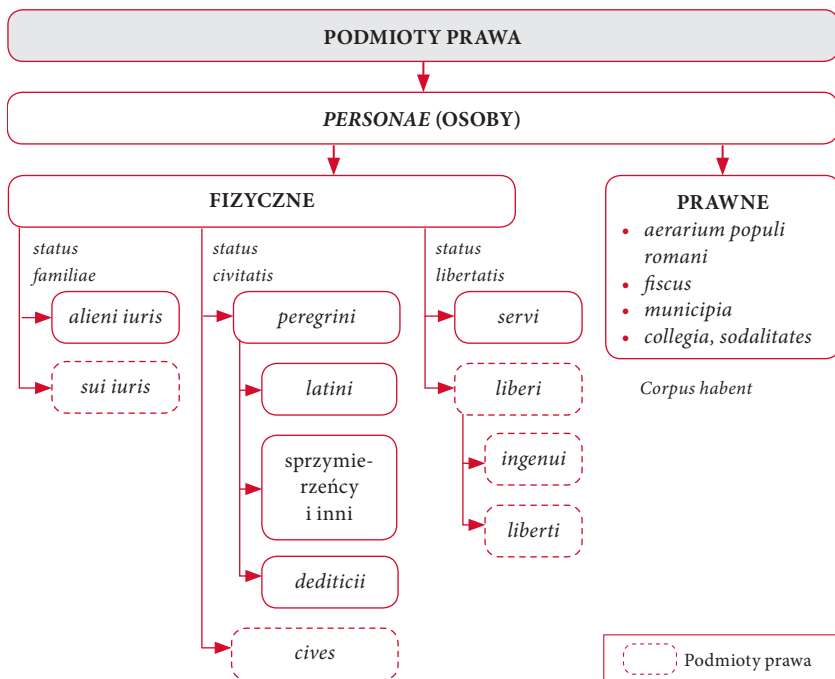 PODMIOTY PRAWA
PERSONAE (OSOBY)
FIZYCZNE
status
familiae
alieni iuris
sui iuris
status
civitatis
peregrini
latini
sprzymie-
rzeńcy
i inni
dediticii
cives
status
libertatis
servi
liberi
ingenui
liberti
PRAWNE
• aerarium populi
romani
• fiscus
• municipia
• collegia, sodalitates
Corpus habent
Podmioty prawa